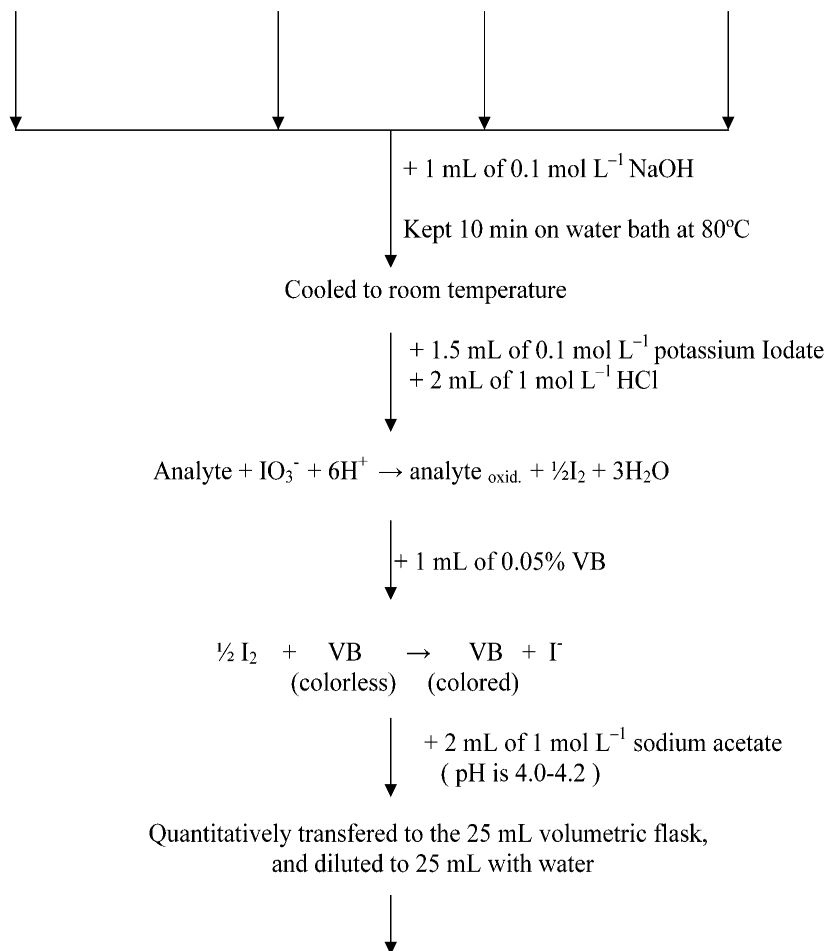 + 1 mL of 0.1 mol L⁻¹ NaOH
Kept 10 min on water bath at 80ºC
Cooled to room temperature
+ 1.5 mL of 0.1 mol L⁻¹ potassium Iodate
+ 2 mL of 1 mol L⁻¹ HCl
Analyte + IO₃⁻ + 6H⁺ → analyte oxid. + ½I₂ + 3H₂O
+ 1 mL of 0.05% VB
½ I₂ + VB → VB + I⁻
(colorless) (colored)
+ 2 mL of 1 mol L⁻¹ sodium acetate
( pH is 4.0-4.2 )
Quantitatively transfered to the 25 mL volumetric flask,
and diluted to 25 mL with water